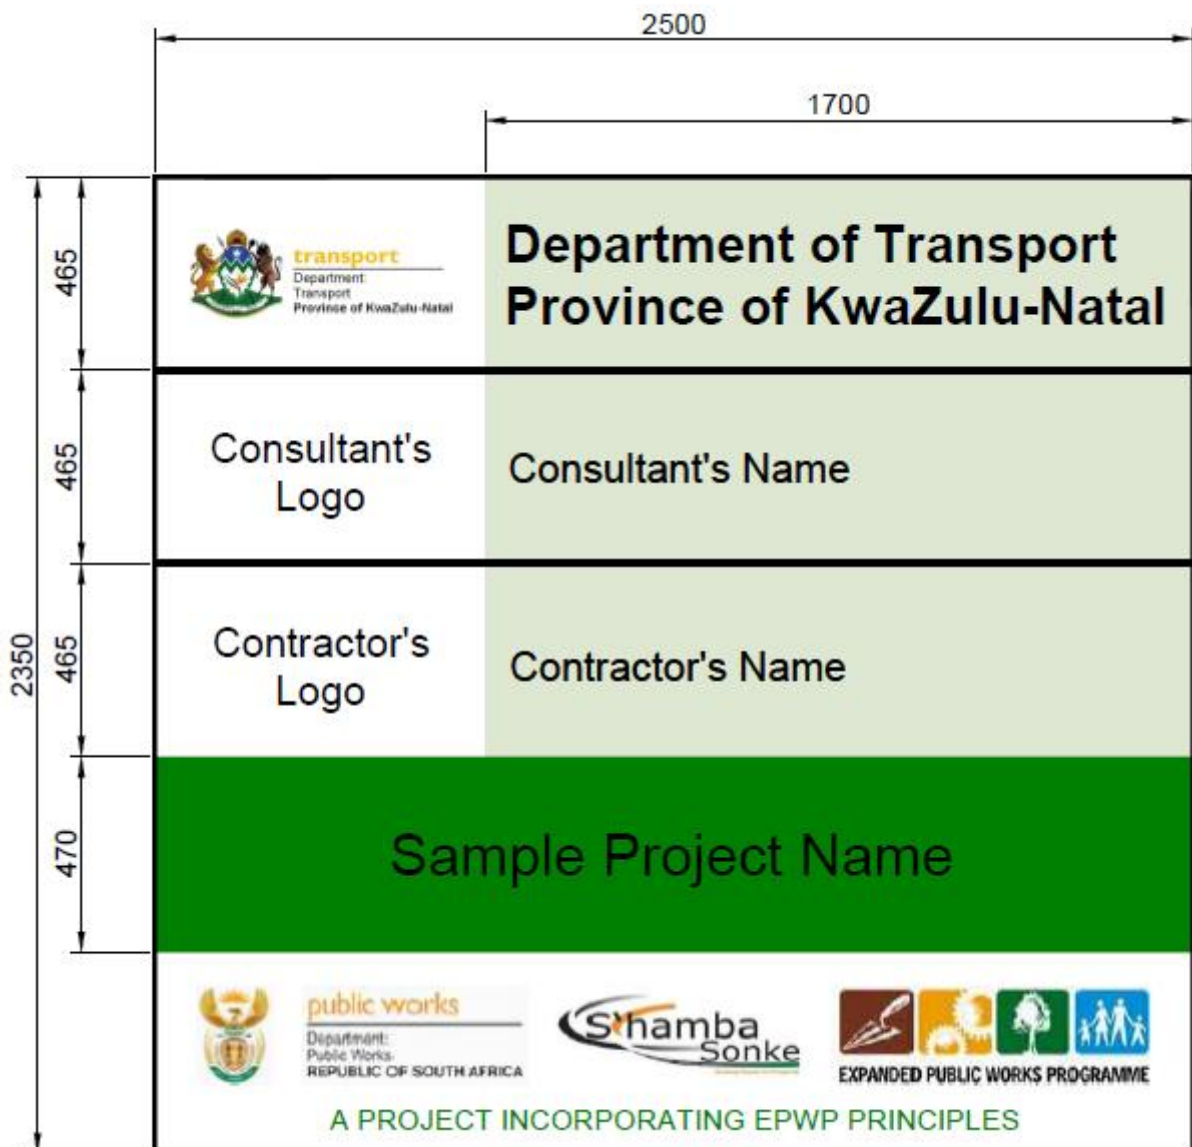 2500
1700
465
transport
Department:
Transport
Province of KwaZulu-Natal
Department of Transport
Province of KwaZulu-Natal
465
Consultant's
Logo
Consultant's Name
2350
465
Contractor's
Logo
Contractor's Name
470
Sample Project Name
public works
Department:
Public Works
REPUBLIC OF SOUTH AFRICA
S'hamba
Sonke
EXPANDED PUBLIC WORKS PROGRAMME
A PROJECT INCORPORATING EPWP PRINCIPLES